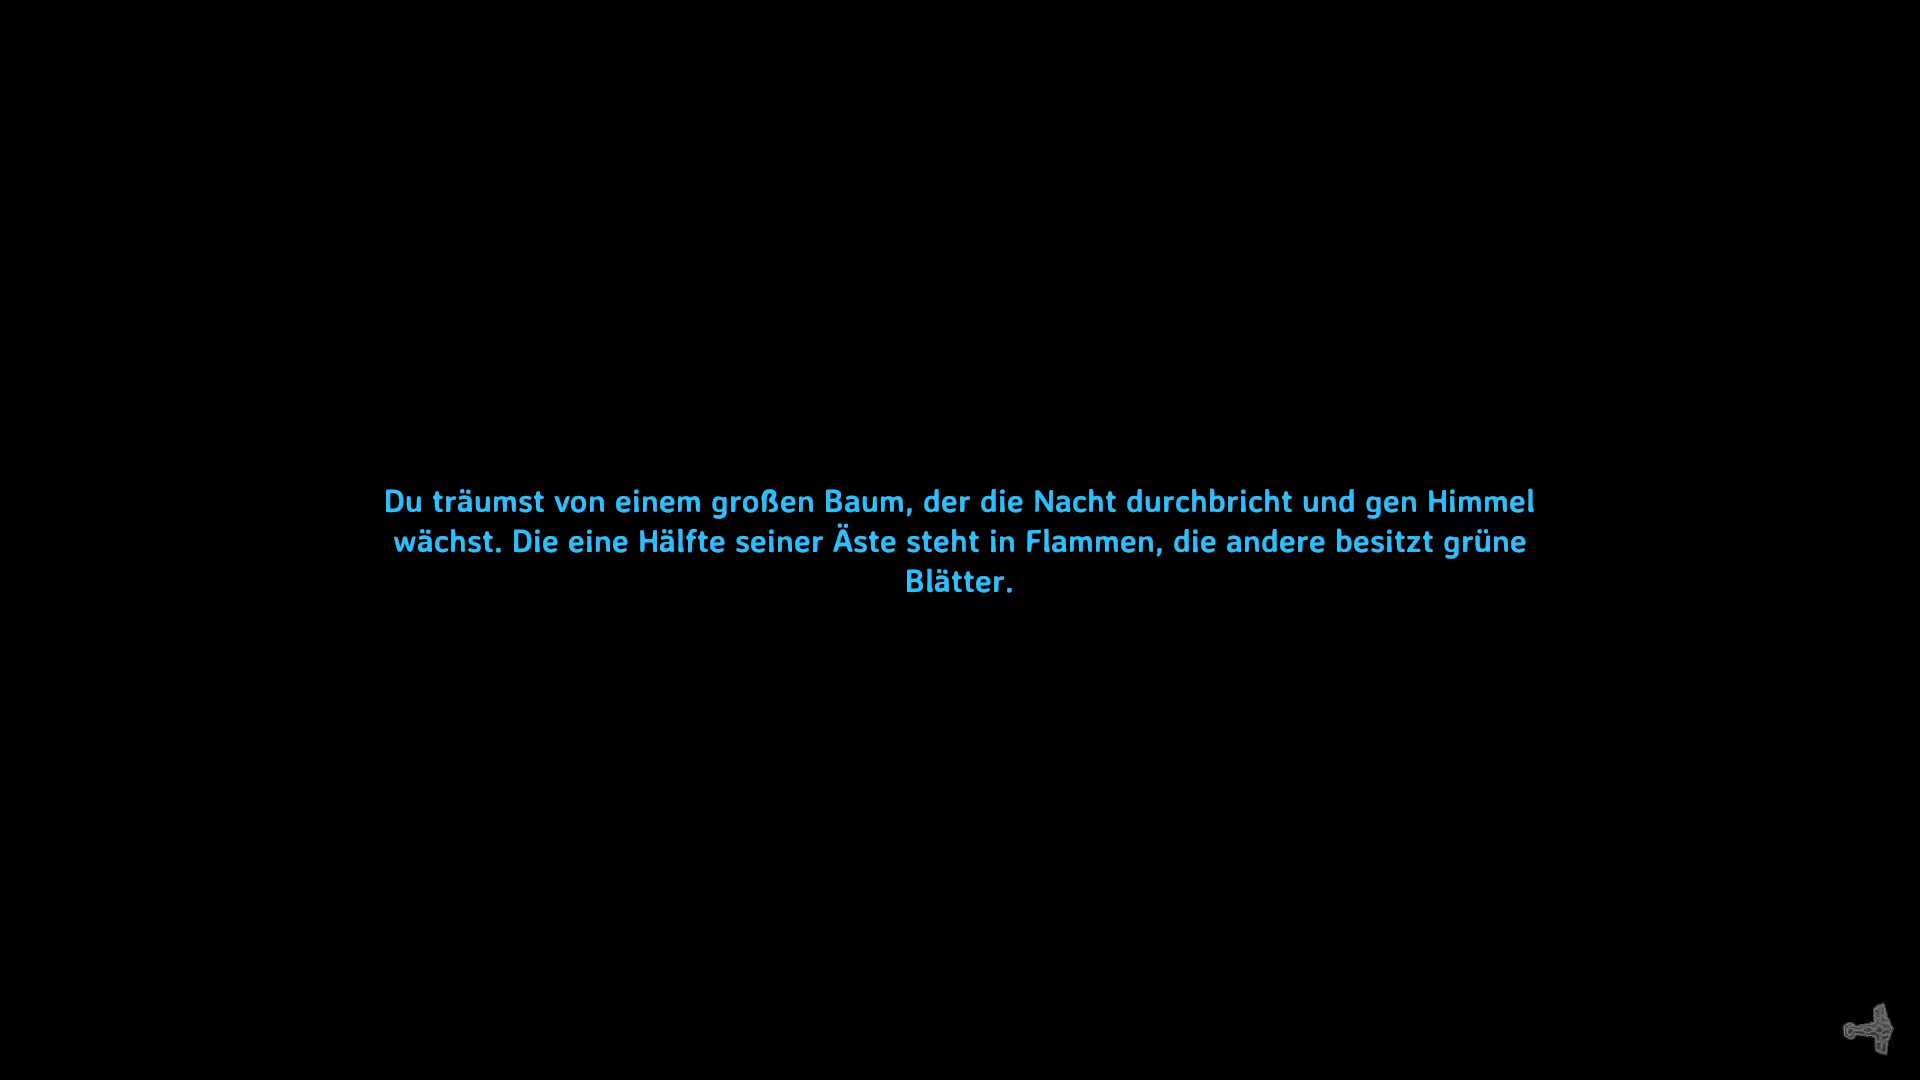 Du träumst von einem großen Baum, der die Nacht durchbricht und gen Himmel
wächst. Die eine Hälfte seiner Äste steht in Flammen, die andere besitzt grüne
Blätter.